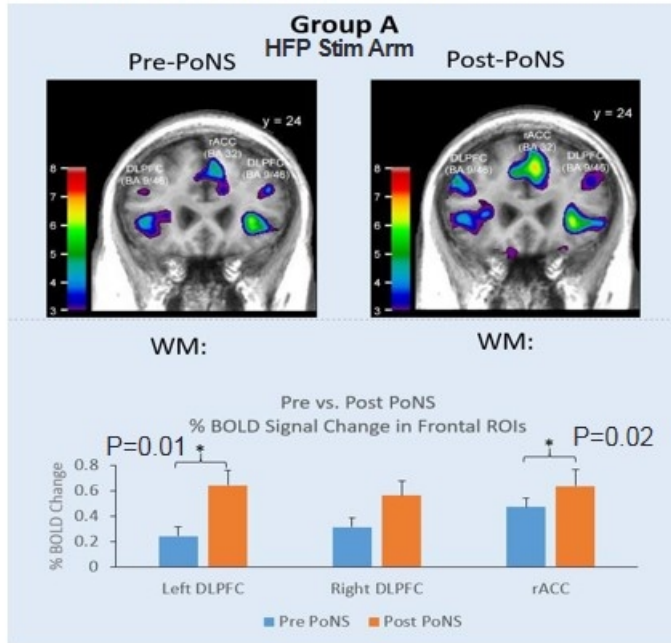 Group A
HFP Stim Arm
Pre-PoNS
Post-PoNS
y = 24
rACC
(BA 32)
DLPFC
(BA 9/46)
DLPFC
(BA 9/46)
8
7
6
5
4
3
y = 24
rACC
(BA 32)
DLPFC
(BA 9/46)
DLPFC
(BA 9/46)
8
7
6
5
4
3
WM:
WM:
Pre vs. Post PoNS
% BOLD Signal Change in Frontal ROIs
P=0.01
*
*
P=0.02
% BOLD Change
0.8
0.6
0.4
0.2
0
Left DLPFC
Right DLPFC
rACC
Pre PoNS
Post PoNS